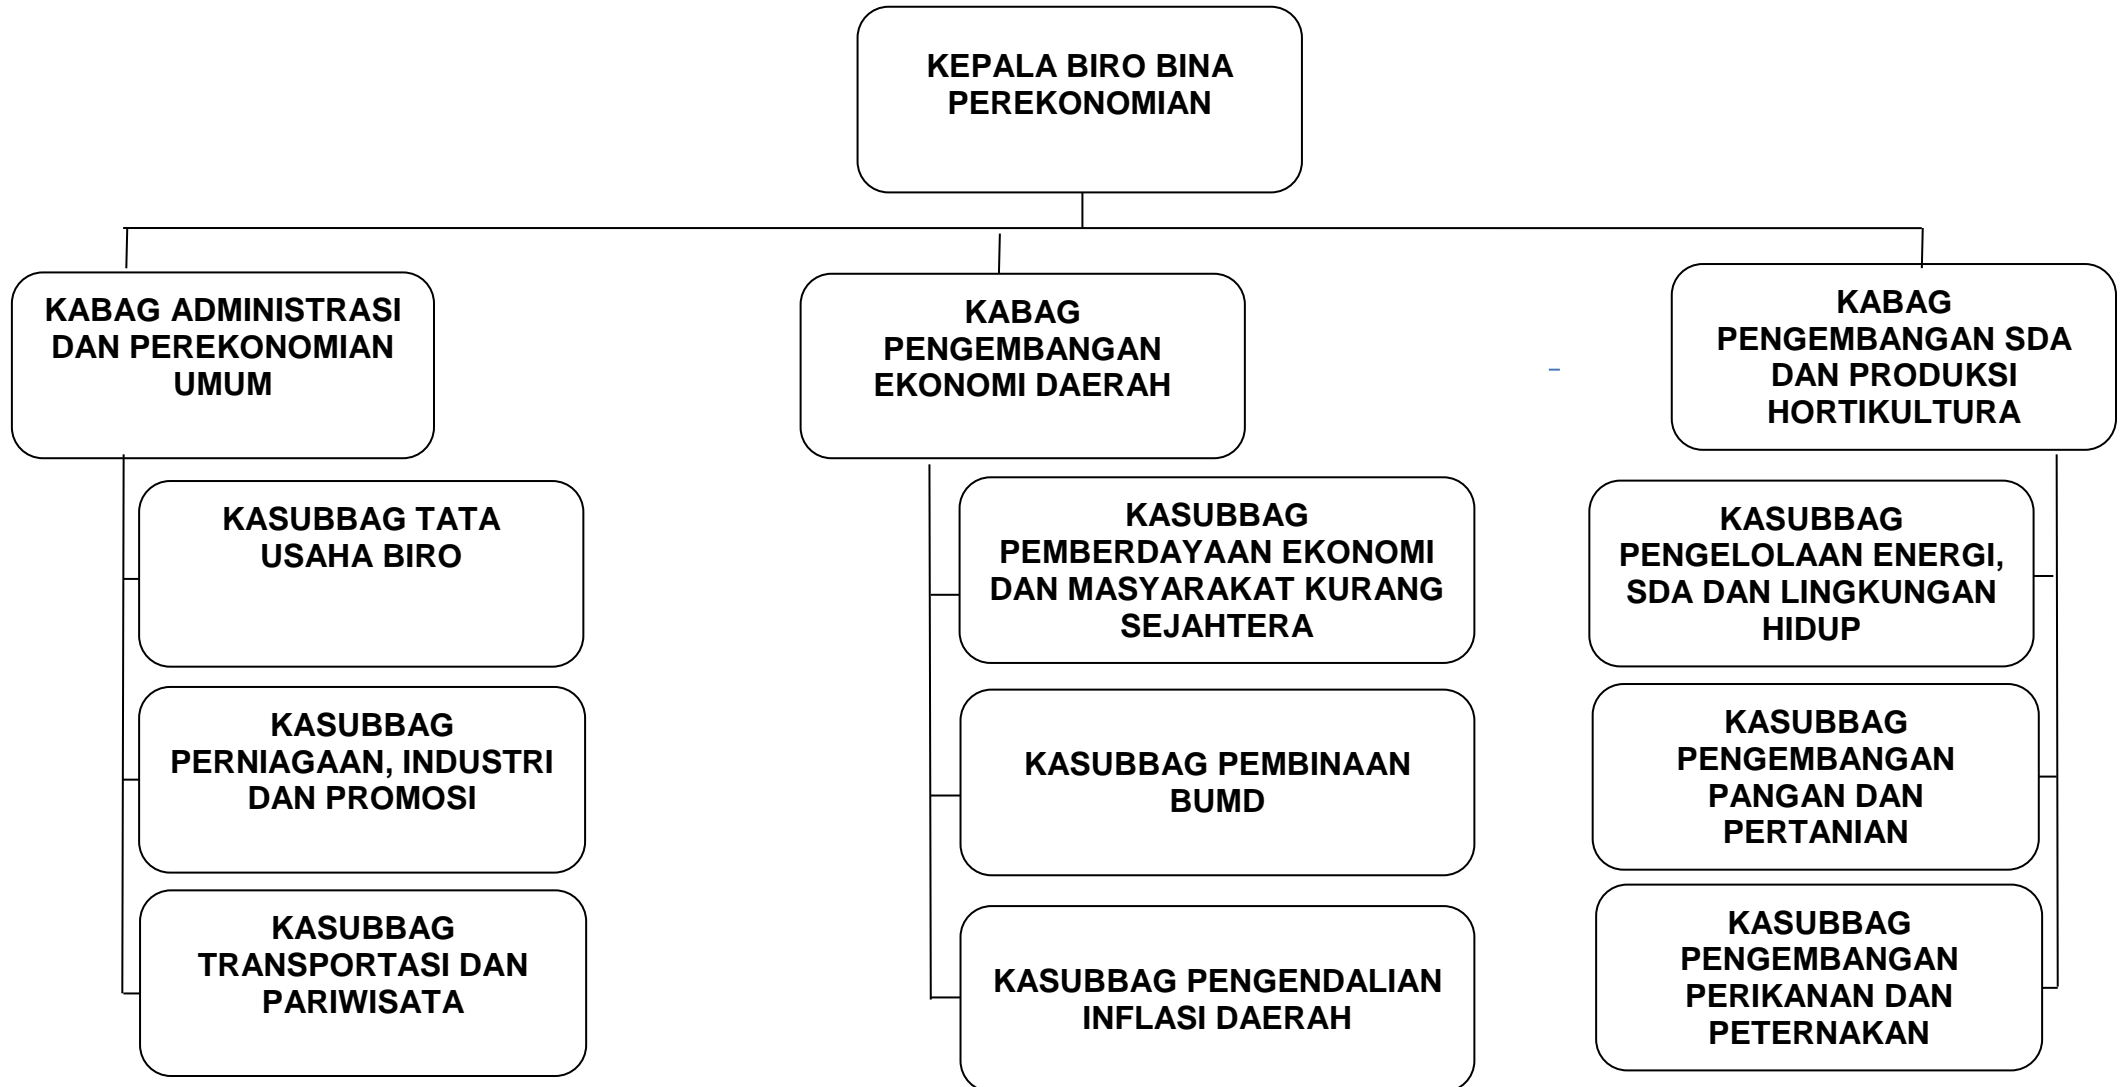 KEPALA BIRO BINA
PEREKONOMIAN
KABAG ADMINISTRASI
DAN PEREKONOMIAN
UMUM
KABAG
PENGEMBANGAN
EKONOMI DAERAH
KABAG
PENGEMBANGAN SDA
DAN PRODUKSI
HORTIKULTURA
KASUBBAG TATA
USAHA BIRO
KASUBBAG
PERNIAGAAN, INDUSTRI
DAN PROMOSI
KASUBBAG
TRANSPORTASI DAN
PARIWISATA
KASUBBAG
PEMBERDAYAAN EKONOMI
DAN MASYARAKAT KURANG
SEJAHTERA
KASUBBAG PEMBINAAN
BUMD
KASUBBAG PENGENDALIAN
INFLASI DAERAH
KASUBBAG
PENGELOLAAN ENERGI,
SDA DAN LINGKUNGAN
HIDUP
KASUBBAG
PENGEMBANGAN
PANGAN DAN
PERTANIAN
KASUBBAG
PENGEMBANGAN
PERIKANAN DAN
PETERNAKAN